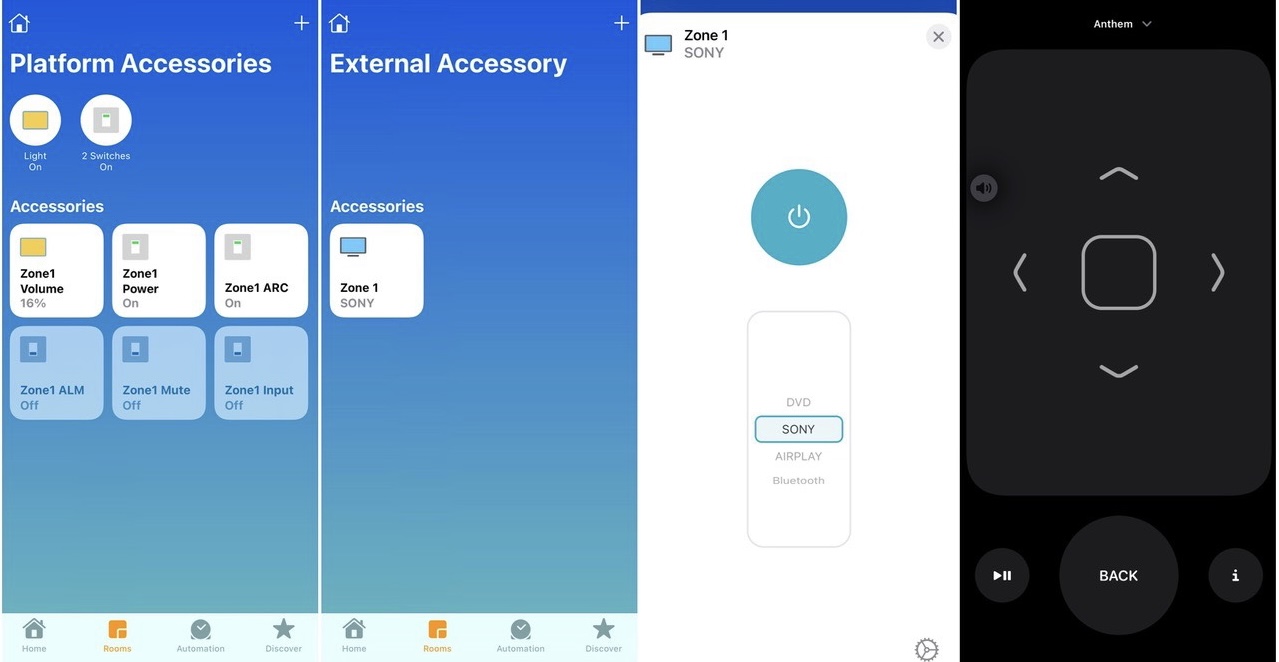 Platform Accessories
Light
On
2 Switches
On
Accessories
Zone1
Volume
16%
Zone1
Power
On
Zone1 ARC
On
Zone1 ALM
Off
Zone1 Mute
Off
Zone1 Input
Off
Home
Rooms
Automation
Discover
External Accessory
Accessories
Zone 1
SONY
Home
Rooms
Automation
Discover
Zone 1
SONY
DVD
SONY
AIRPLAY
Bluetooth
Anthem
BACK